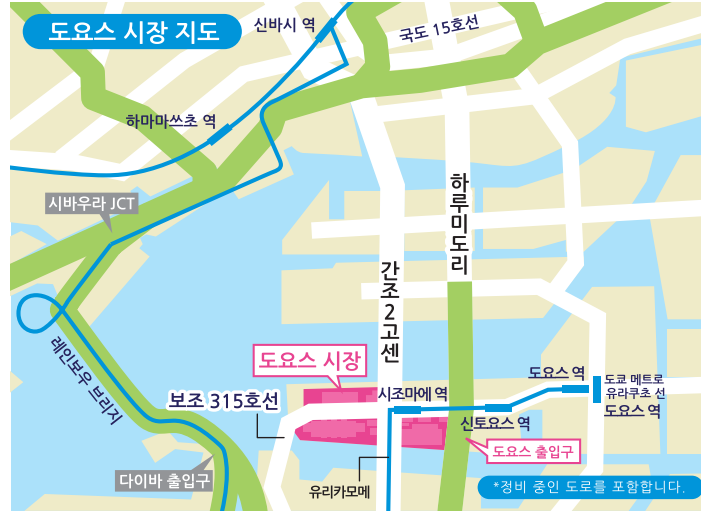 도요스 시장 지도
신바시 역
국도 15호선
하마마쓰초 역
시바우라 JCT
하루미도리
간조2고센
레인보우 브리지
도요스 시장
보조 315호선
시조마에 역
도요스 역
도쿄 메트로
유라쿠초 선
도요스 역
신토요스 역
도요스 출입구
다이바 출입구
유리카모메
*정비 중인 도로를 포함합니다.